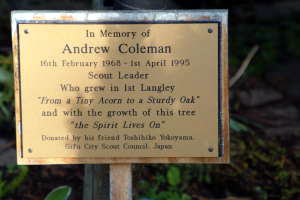 In Memory of
Andrew Coleman
16th February 1968 - 1st April 1995
Scout Leader
Who grew in 1st Langley
"From a Tiny Acorn to a Sturdy Oak"
and with the growth of this tree
"the Spirit Lives On"
Donated by his friend Toshihiko Yokoyama.
Gifu City Scout Council, Japan